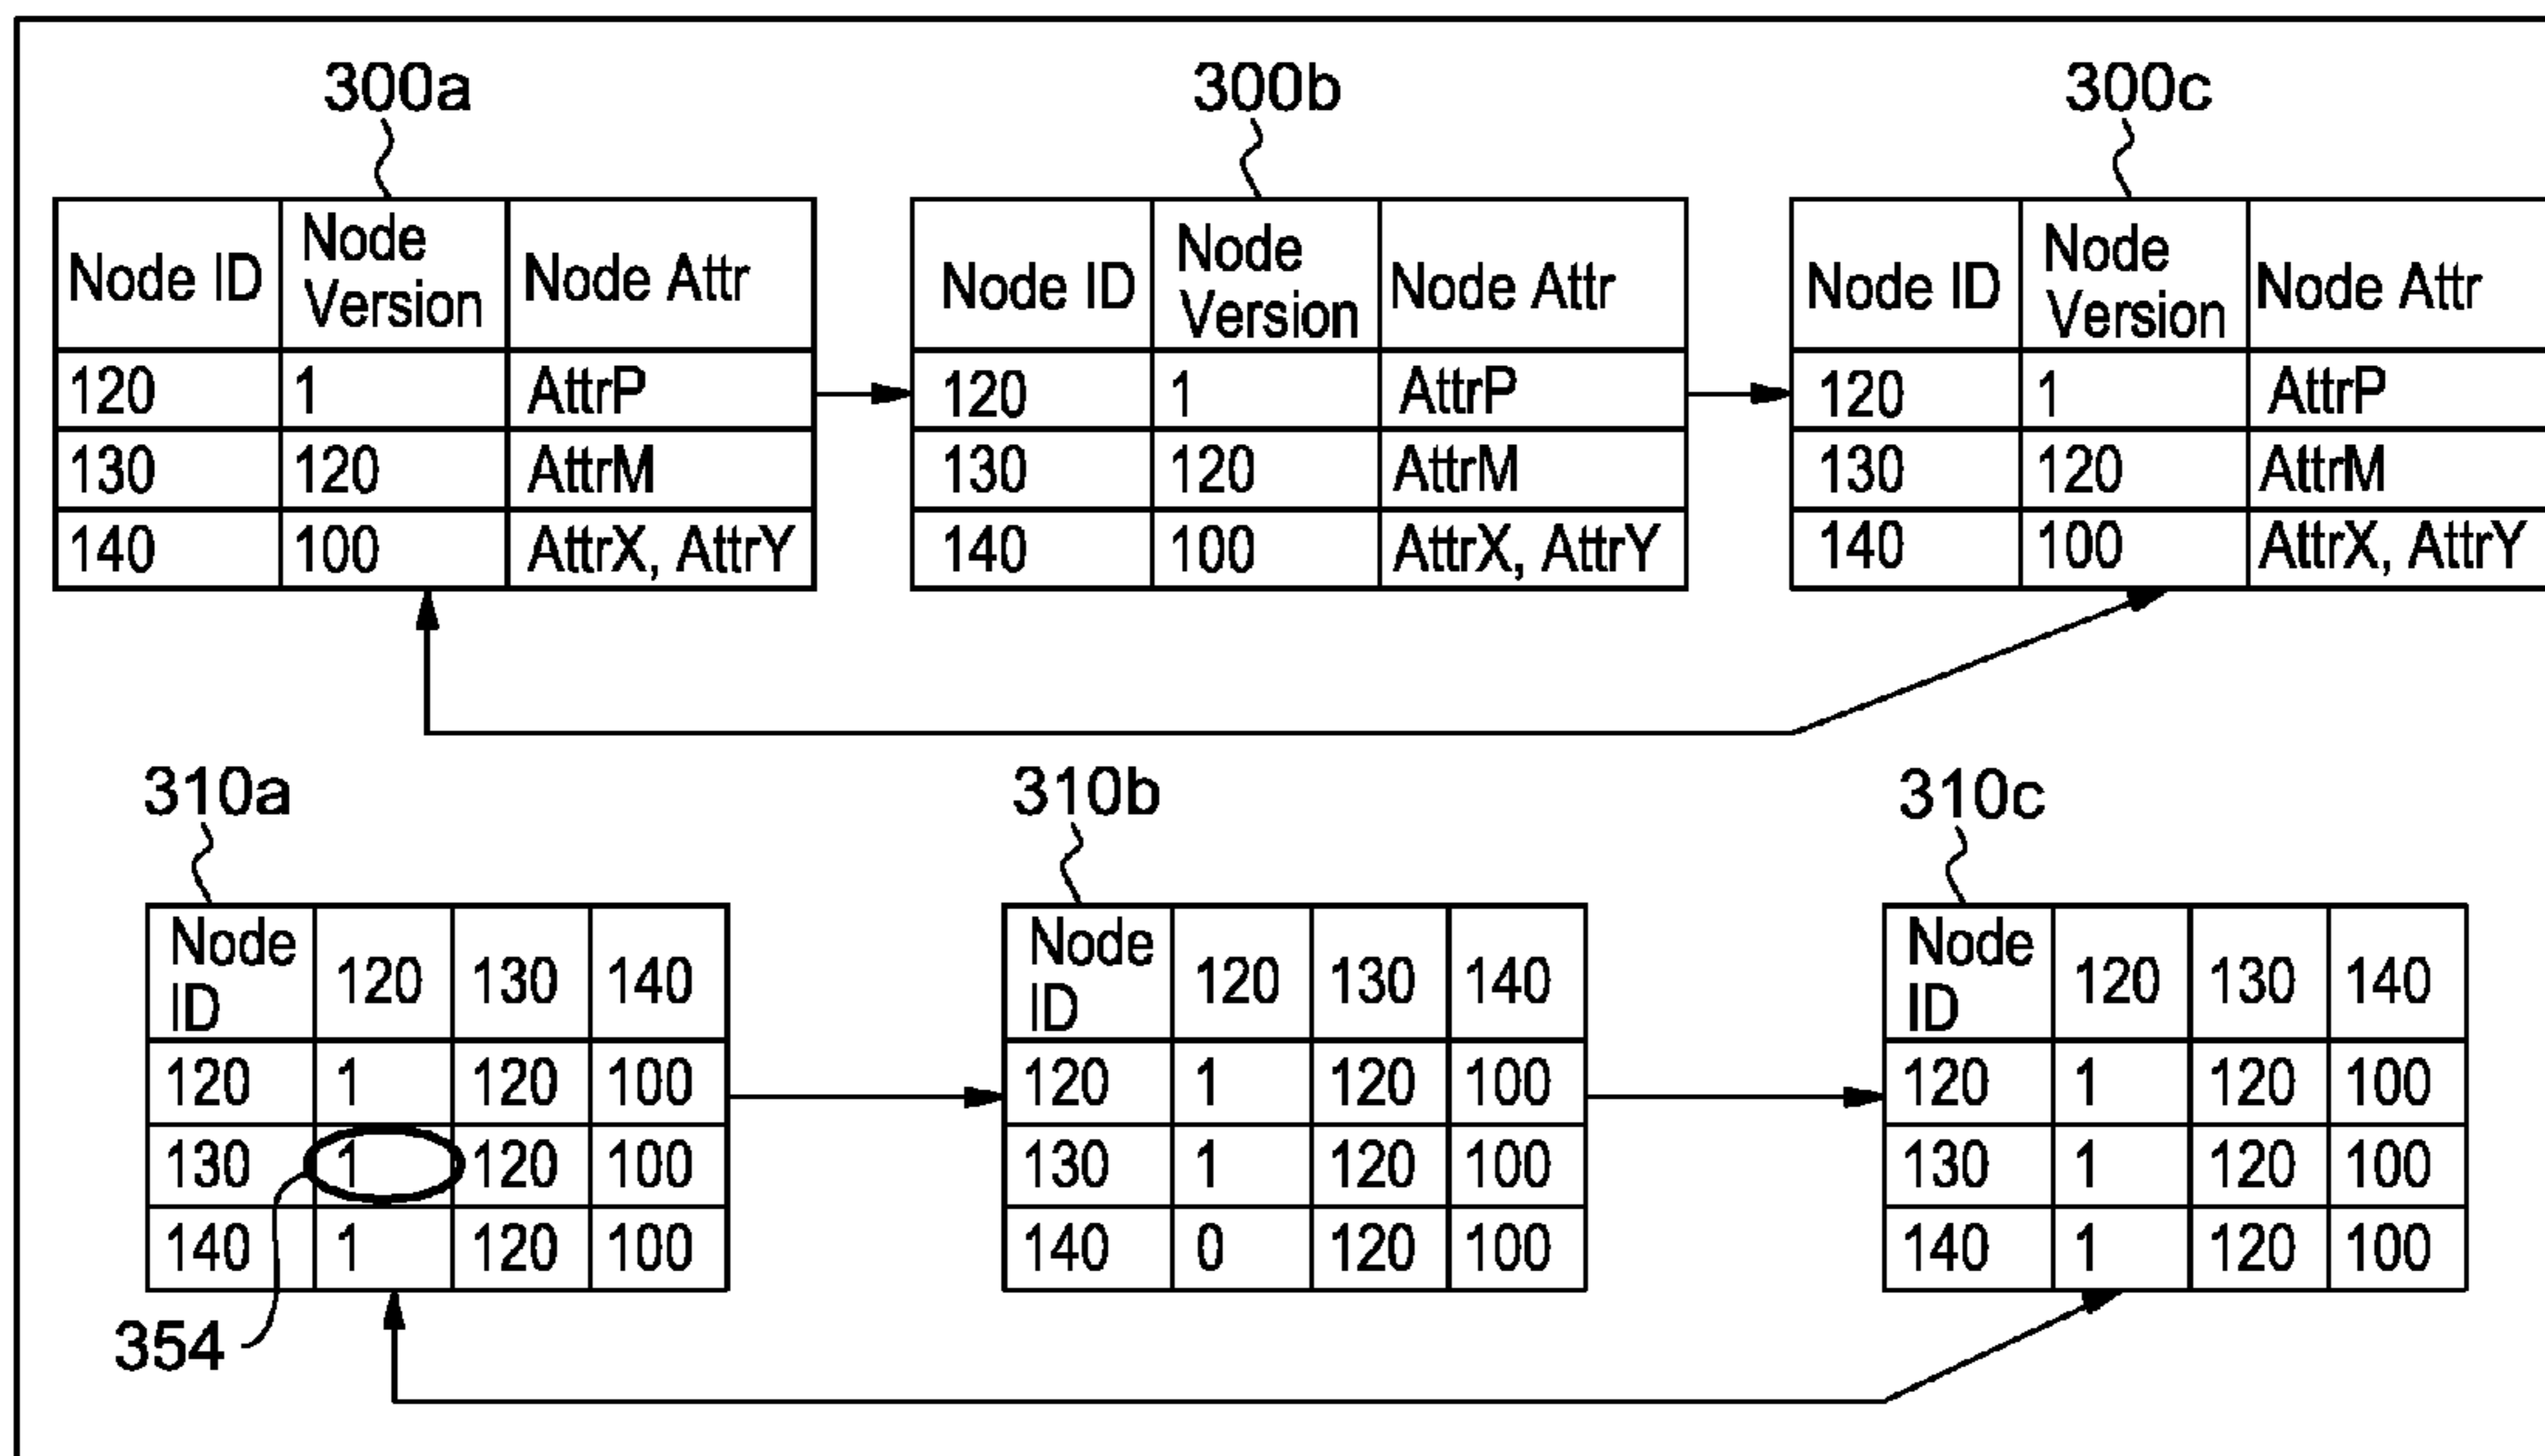 300a 300b 300c
Node ID Node Version Node Attr Node ID Node Version Node Attr Node ID Node Version Node Attr
120 1 AttrP 120 1 AttrP 120 1 AttrP
130 120 AttrM 130 120 AttrM 130 120 AttrM
140 100 AttrX, AttrY 140 100 AttrX, AttrY 140 100 AttrX, AttrY
310a 310b 310c
Node ID 120 130 140 Node ID 120 130 140 Node ID 120 130 140
120 1 120 100 120 1 120 100 120 1 120 100
130 1 120 100 130 1 120 100 130 1 120 100
140 1 120 100 140 0 120 100 140 1 120 100
354